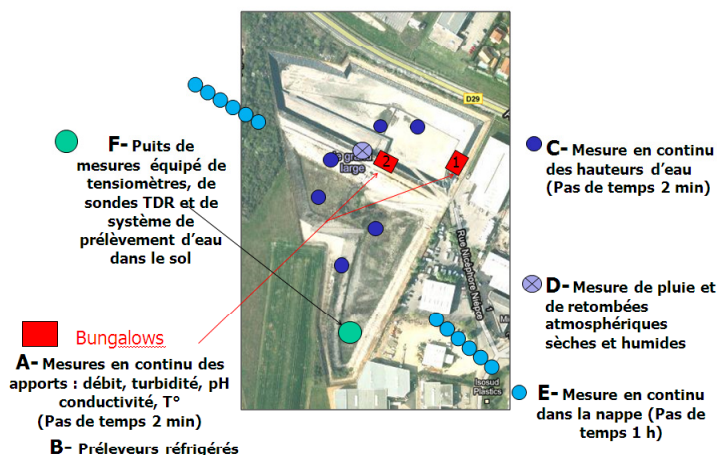 F- Puits de
mesures équipé de
tensiomètres, de
sondes TDR et de
système de
prélèvement d'eau
dans le sol
Bungalows
A- Mesures en continu des
apports : débit, turbidité, pH
conductivité, T°
(Pas de temps 2 min)
B- Préleveurs réfrigérés
D29
2
1
large
Rue Nicéphore Niépce
Isosud
Plastics
C- Mesure en continu
des hauteurs d'eau
(Pas de temps 2 min)
D- Mesure de pluie et
de retombées
atmosphériques
sèches et humides
E- Mesure en continu
dans la nappe (Pas de
temps 1 h)